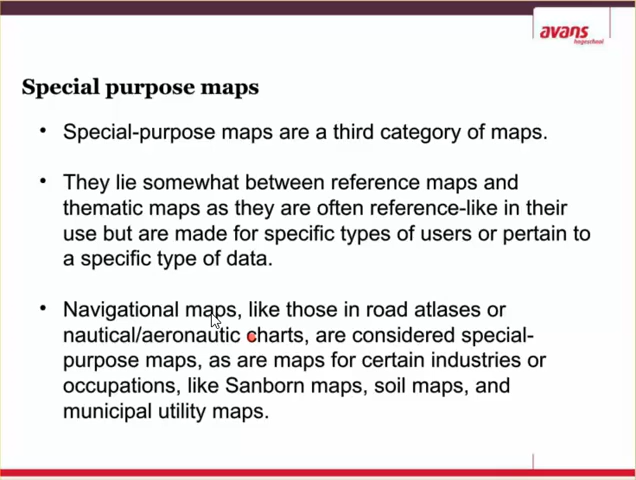 avans
hogeschool
Special purpose maps
• Special-purpose maps are a third category of maps.
• They lie somewhat between reference maps and
thematic maps as they are often reference-like in their
use but are made for specific types of users or pertain to
a specific type of data.
• Navigational maps, like those in road atlases or
nautical/aeronautic charts, are considered special-
purpose maps, as are maps for certain industries or
occupations, like Sanborn maps, soil maps, and
municipal utility maps.